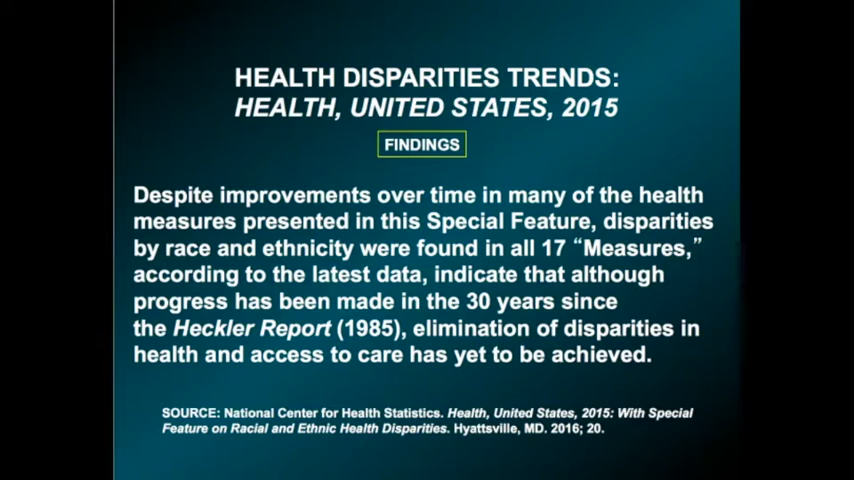 HEALTH DISPARITIES TRENDS:
HEALTH, UNITED STATES, 2015
FINDINGS
Despite improvements over time in many of the health
measures presented in this Special Feature, disparities
by race and ethnicity were found in all 17 “Measures,”
according to the latest data, indicate that although
progress has been made in the 30 years since
the Heckler Report (1985), elimination of disparities in
health and access to care has yet to be achieved.
SOURCE: National Center for Health Statistics. Health, United States, 2015: With Special
Feature on Racial and Ethnic Health Disparities. Hyattsville, MD. 2016; 20.